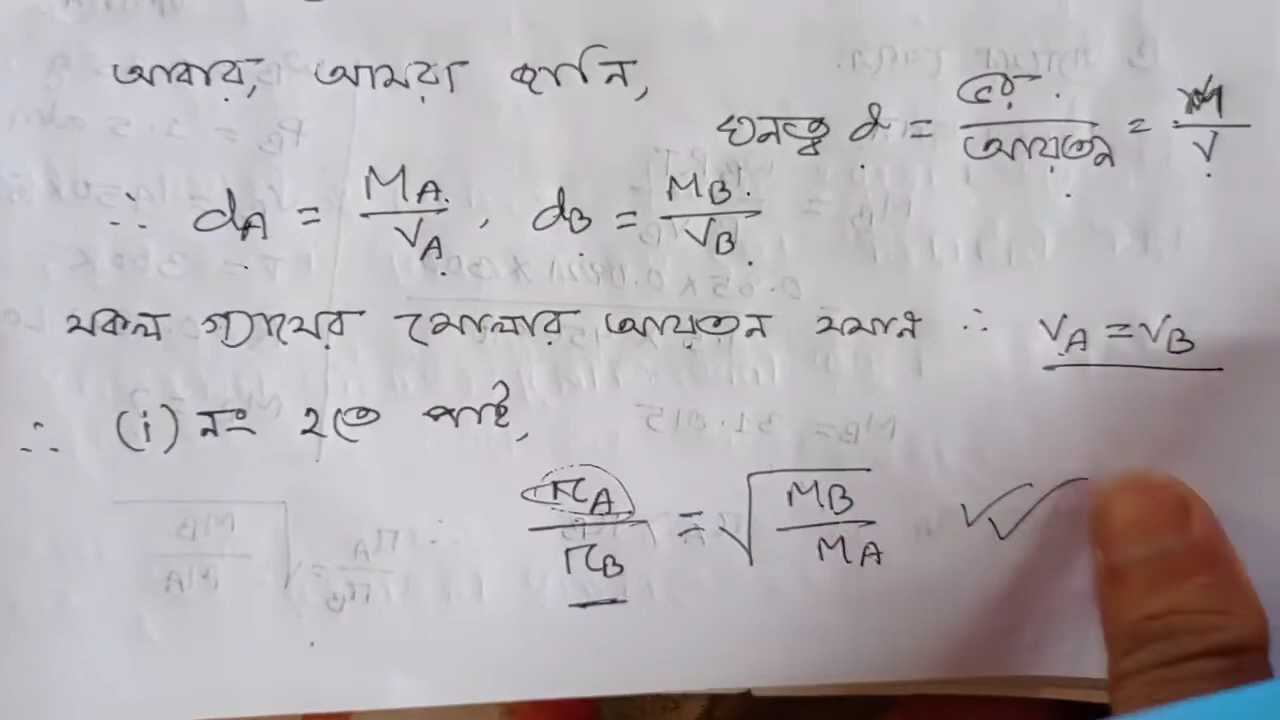 আবার, আমরা জানি,
ঘনত্ব d = ভর / আয়তন = M / V
∴ dA = MA / VA , dB = MB / VB
সকল গ্যাসের মোলার আয়তন সমান ∴ VA = VB
∴ (i) নং হতে পাই,
rA / rB = √(MB / MA)